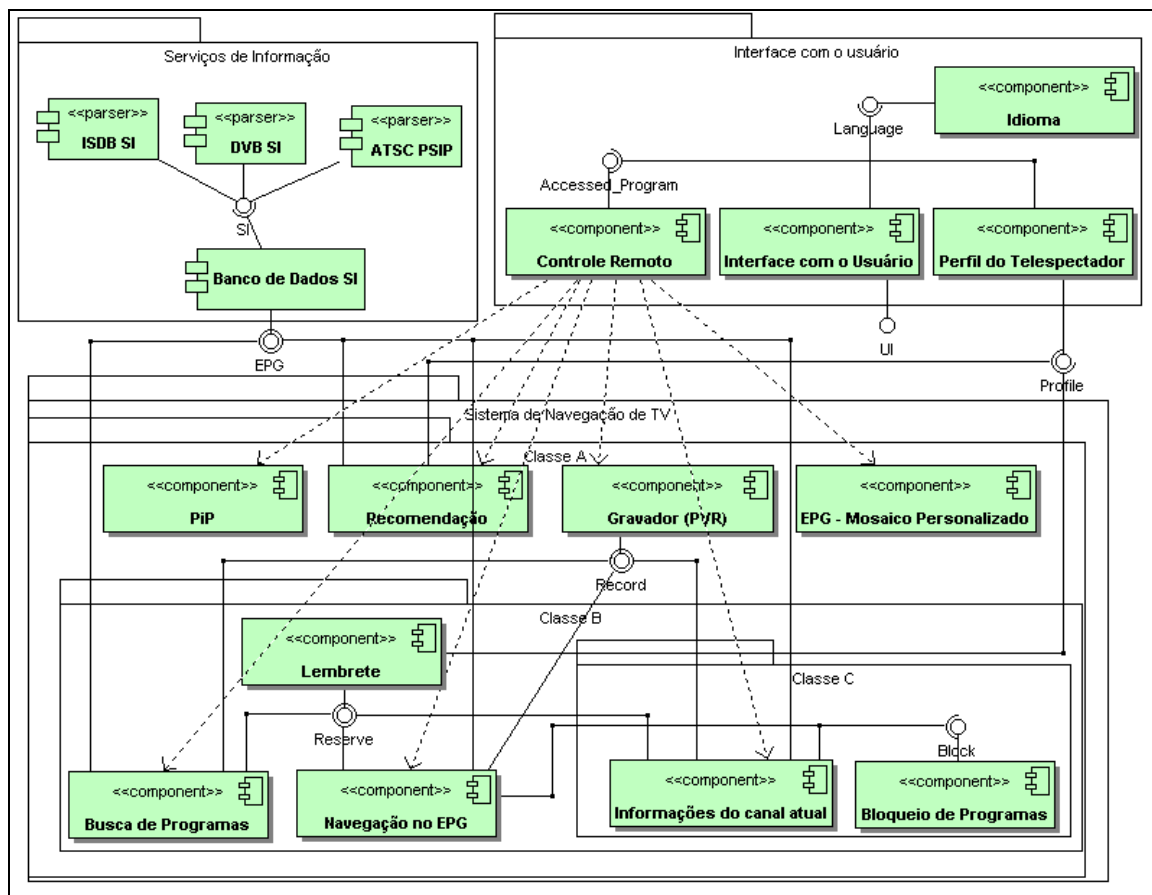 Serviços de Informação
Interface com o usuário
<<parser>>
ISDB SI
<<parser>>
DVB SI
<<parser>>
ATSC PSIP
SI
Banco de Dados SI
EPG
<<component>>
Idioma
Language
Accessed_Program
<<component>>
Controle Remoto
<<component>>
Interface com o Usuário
<<component>>
Perfil do Telespectador
UI
Profile
Sistema de Navegação de TV
Classe A
<<component>>
PiP
<<component>>
Recomendação
<<component>>
Gravador (PVR)
<<component>>
EPG - Mosaico Personalizado
Record
Classe B
<<component>>
Lembrete
Reserve
Classe C
Block
<<component>>
Busca de Programas
<<component>>
Navegação no EPG
<<component>>
Informações do canal atual
<<component>>
Bloqueio de Programas